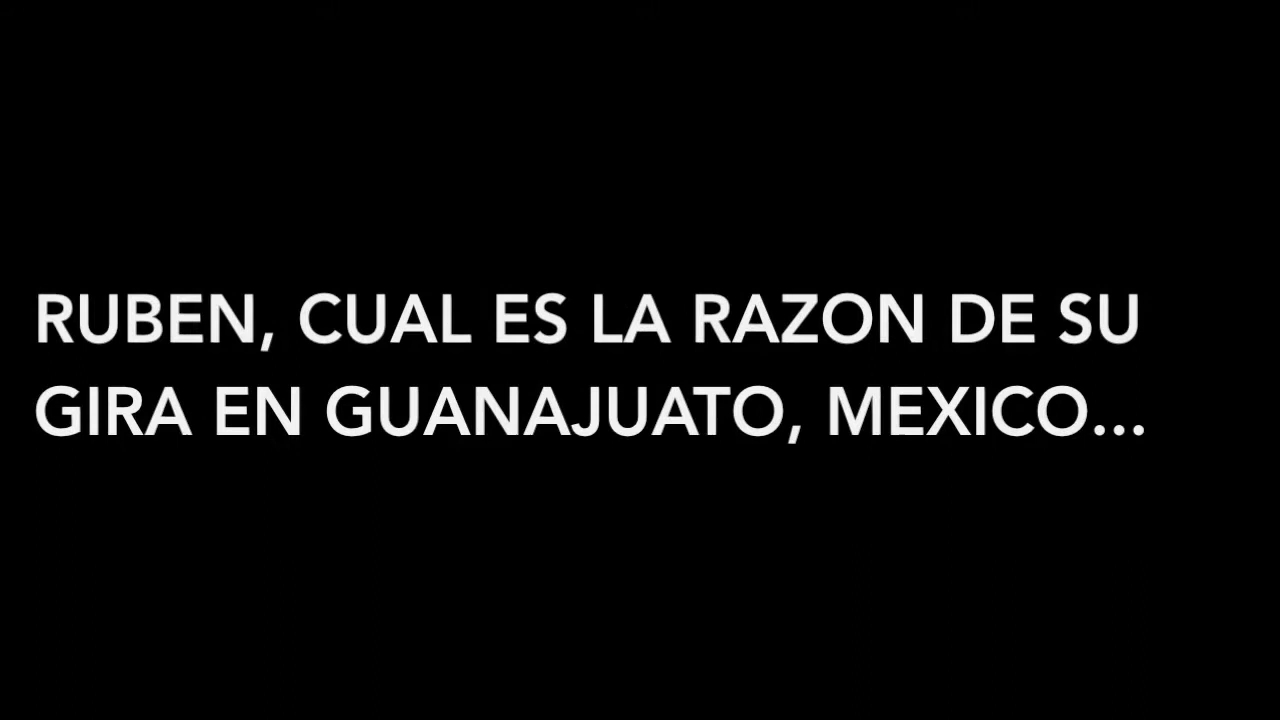 RUBEN, CUAL ES LA RAZON DE SU
GIRA EN GUANAJUATO, MEXICO...